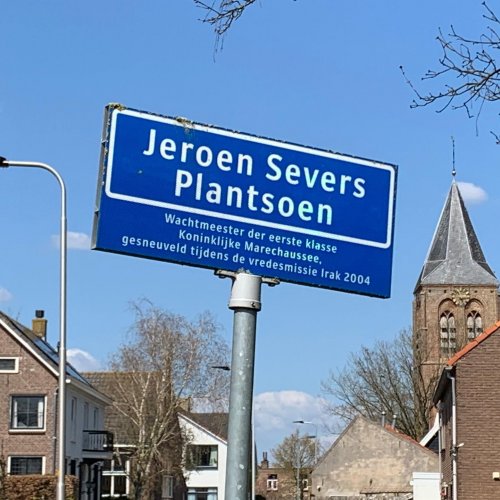 Jeroen Severs
Plantsoen
Wachtmeester der eerste klasse
Koninklijke Marechaussee,
gesneuveld tijdens de vredesmissie Irak 2004